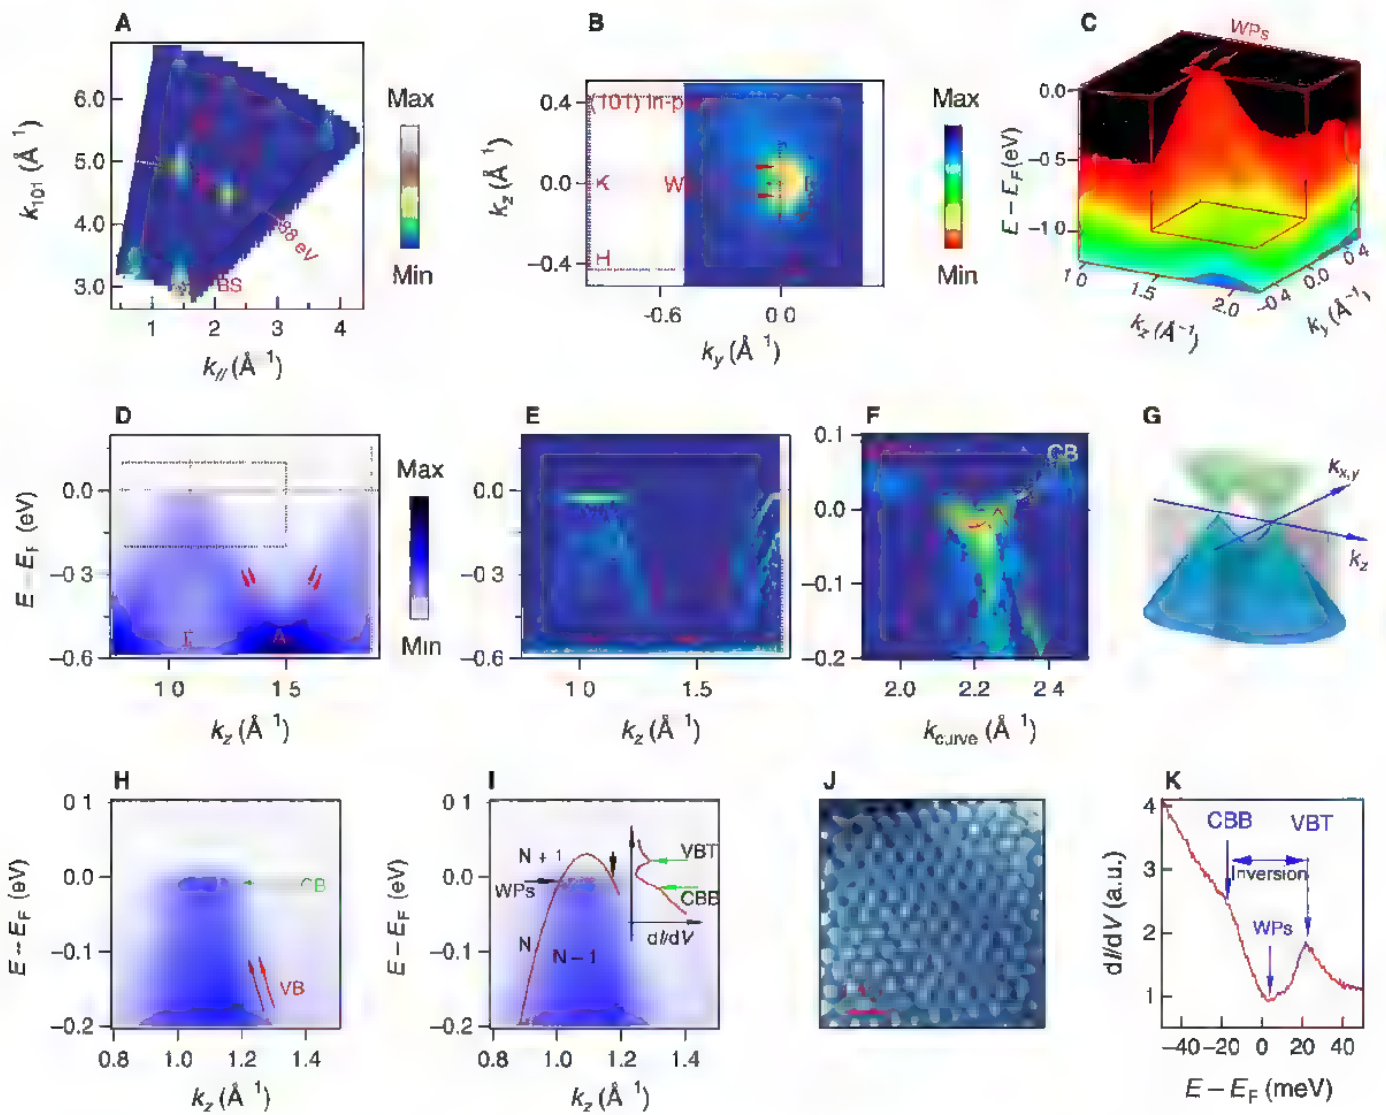 A
6.0
5.0
4.0
3.0
k101 (Å-1)
1 2 3 4
k// (Å-1)
88 eV
BS
Max
Min
B
0.4
0.0
−0.4
kz (Å-1)
(101) in-p
K
W
H
-0.6 0.0
ky (Å-1)
Max
Min
C
WPs
0.0
−0.5
−1 0
E − EF (eV)
1 0 1.5 2.0
kz (Å-1)
−0.4 0.0 0 4
ky (Å-1)
D
0.0
−0.3
−0.6
E − EF (eV)
Γ A
1 0 1 5
kz (Å-1)
Max
Min
E
0.0
−0.3
−0.6
1 0 1.5
kz (Å-1)
F
CB
0.1
0.0
−0.1
−0.2
2.0 2.2 2 4
kcurve (Å-1)
G
kx,y
kz
H
0 1
0.0
−0.1
−0.2
E − EF (eV)
CB
VB
0.8 1.0 1.2 1.4
kz (Å-1)
I
0 1
0.0
−0.1
−0.2
E − EF (eV)
N + 1
WPs
N
N − 1
VBT
CBB
dI/dV
0.8 1.0 1.2 1.4
kz (Å-1)
J
K
4
3
2
1
dI/dV (a.u.)
CBB VBT
Inversion
WPs
−40 −20 0 20 40
E − EF (meV)